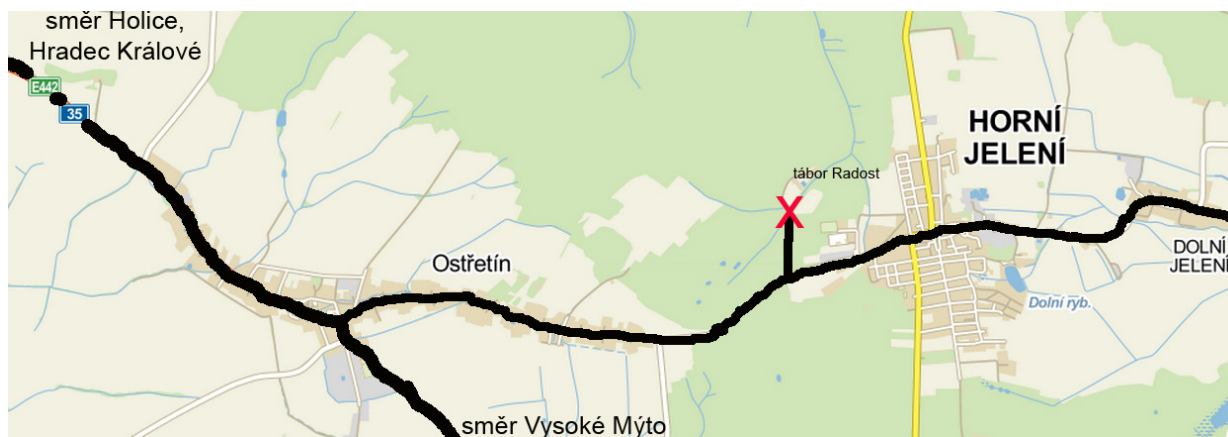 směr Holice,
Hradec Králové
E442
35
HORNÍ
JELENÍ
tábor Radost
X
Ostřetín
DOLNÍ
JELENÍ
Dolní ryb.
směr Vysoké Mýto